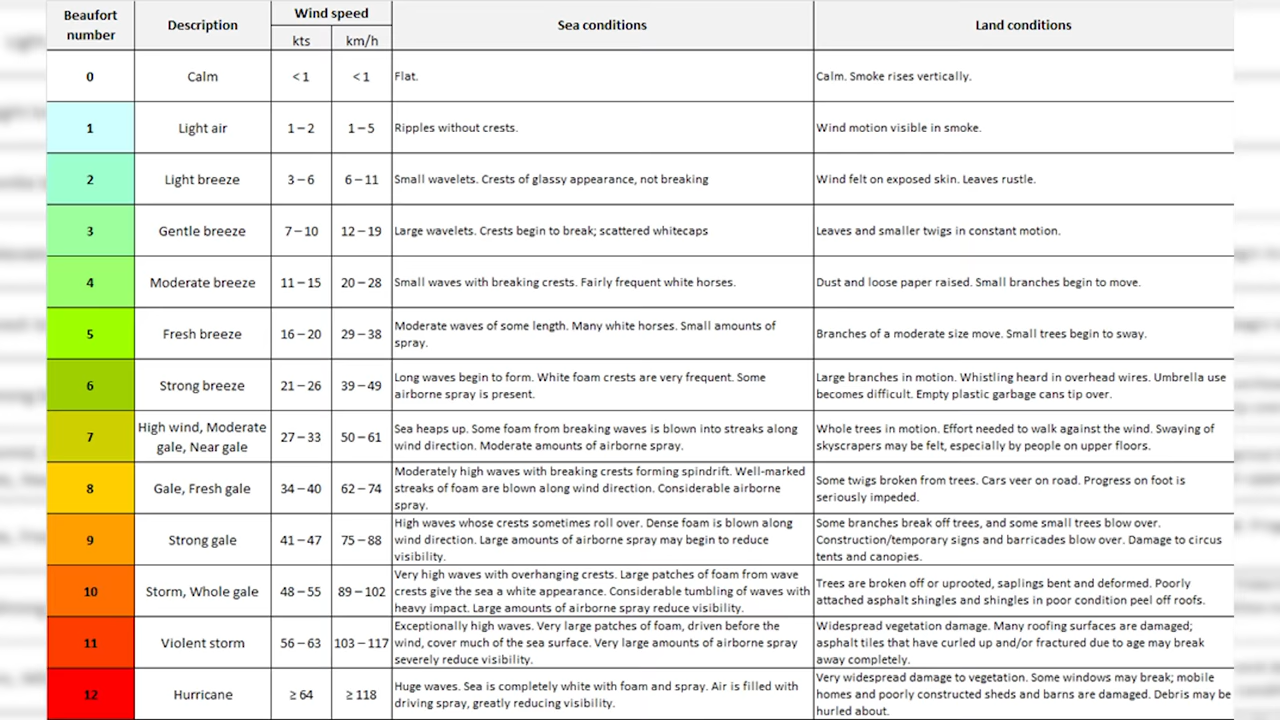 Beaufort number Description Wind speed Sea conditions Land conditions
kts km/h
0 Calm < 1 < 1 Flat. Calm. Smoke rises vertically.
1 Light air 1 – 2 1 – 5 Ripples without crests. Wind motion visible in smoke.
2 Light breeze 3 – 6 6 – 11 Small wavelets. Crests of glassy appearance, not breaking Wind felt on exposed skin. Leaves rustle.
3 Gentle breeze 7 – 10 12 – 19 Large wavelets. Crests begin to break; scattered whitecaps Leaves and smaller twigs in constant motion.
4 Moderate breeze 11 – 15 20 – 28 Small waves with breaking crests. Fairly frequent white horses. Dust and loose paper raised. Small branches begin to move.
5 Fresh breeze 16 – 20 29 – 38 Moderate waves of some length. Many white horses. Small amounts of
spray. Branches of a moderate size move. Small trees begin to sway.
6 Strong breeze 21 – 26 39 – 49 Long waves begin to form. White foam crests are very frequent. Some
airborne spray is present. Large branches in motion. Whistling heard in overhead wires. Umbrella use
becomes difficult. Empty plastic garbage cans tip over.
7 High wind, Moderate
gale, Near gale 27 – 33 50 – 61 Sea heaps up. Some foam from breaking waves is blown into streaks along
wind direction. Moderate amounts of airborne spray. Whole trees in motion. Effort needed to walk against the wind. Swaying of
skyscrapers may be felt, especially by people on upper floors.
8 Gale, Fresh gale 34 – 40 62 – 74 Moderately high waves with breaking crests forming spindrift. Well-marked
streaks of foam are blown along wind direction. Considerable airborne
spray. Some twigs broken from trees. Cars veer on road. Progress on foot is
seriously impeded.
9 Strong gale 41 – 47 75 – 88 High waves whose crests sometimes roll over. Dense foam is blown along
wind direction. Large amounts of airborne spray may begin to reduce
visibility. Some branches break off trees, and some small trees blow over.
Construction/temporary signs and barricades blow over. Damage to circus
tents and canopies.
10 Storm, Whole gale 48 – 55 89 – 102 Very high waves with overhanging crests. Large patches of foam from wave
crests give the sea a white appearance. Considerable tumbling of waves with
heavy impact. Large amounts of airborne spray reduce visibility. Trees are broken off or uprooted, saplings bent and deformed. Poorly
attached asphalt shingles and shingles in poor condition peel off roofs.
11 Violent storm 56 – 63 103 – 117 Exceptionally high waves. Very large patches of foam, driven before the
wind, cover much of the sea surface. Very large amounts of airborne spray
severely reduce visibility. Widespread vegetation damage. Many roofing surfaces are damaged;
asphalt tiles that have curled up and/or fractured due to age may break
away completely.
12 Hurricane ≥ 64 ≥ 118 Huge waves. Sea is completely white with foam and spray. Air is filled with
driving spray, greatly reducing visibility. Very widespread damage to vegetation. Some windows may break; mobile
homes and poorly constructed sheds and barns are damaged. Debris may be
hurled about.